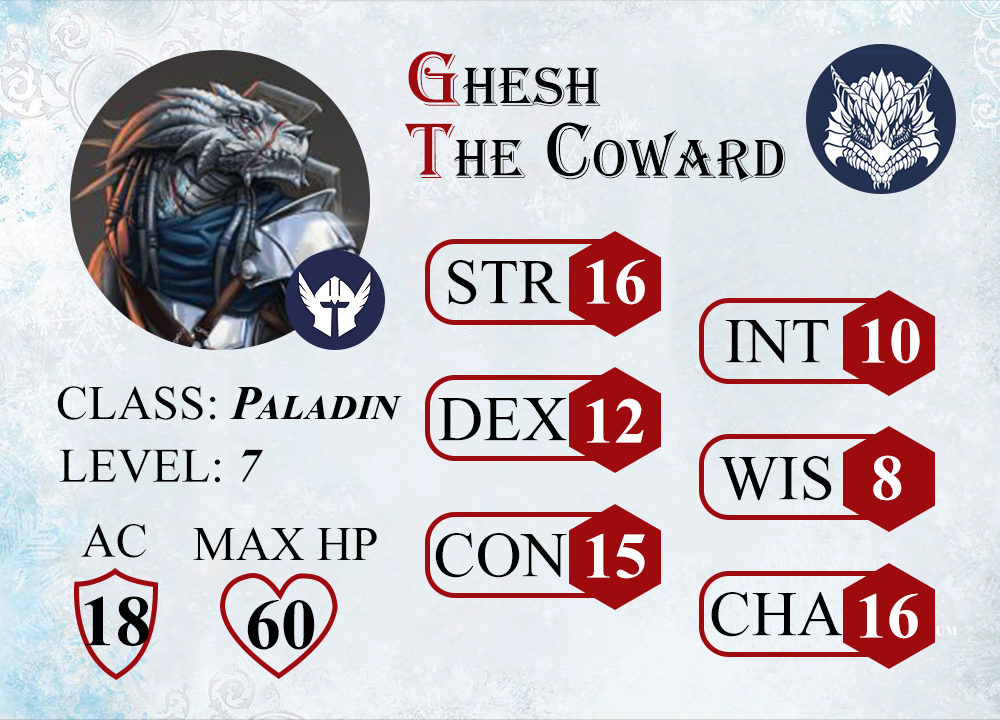 Ghesh
The Coward
CLASS: Paladin
LEVEL: 7
AC
18
MAX HP
60
STR 16
DEX 12
CON 15
INT 10
WIS 8
CHA 16